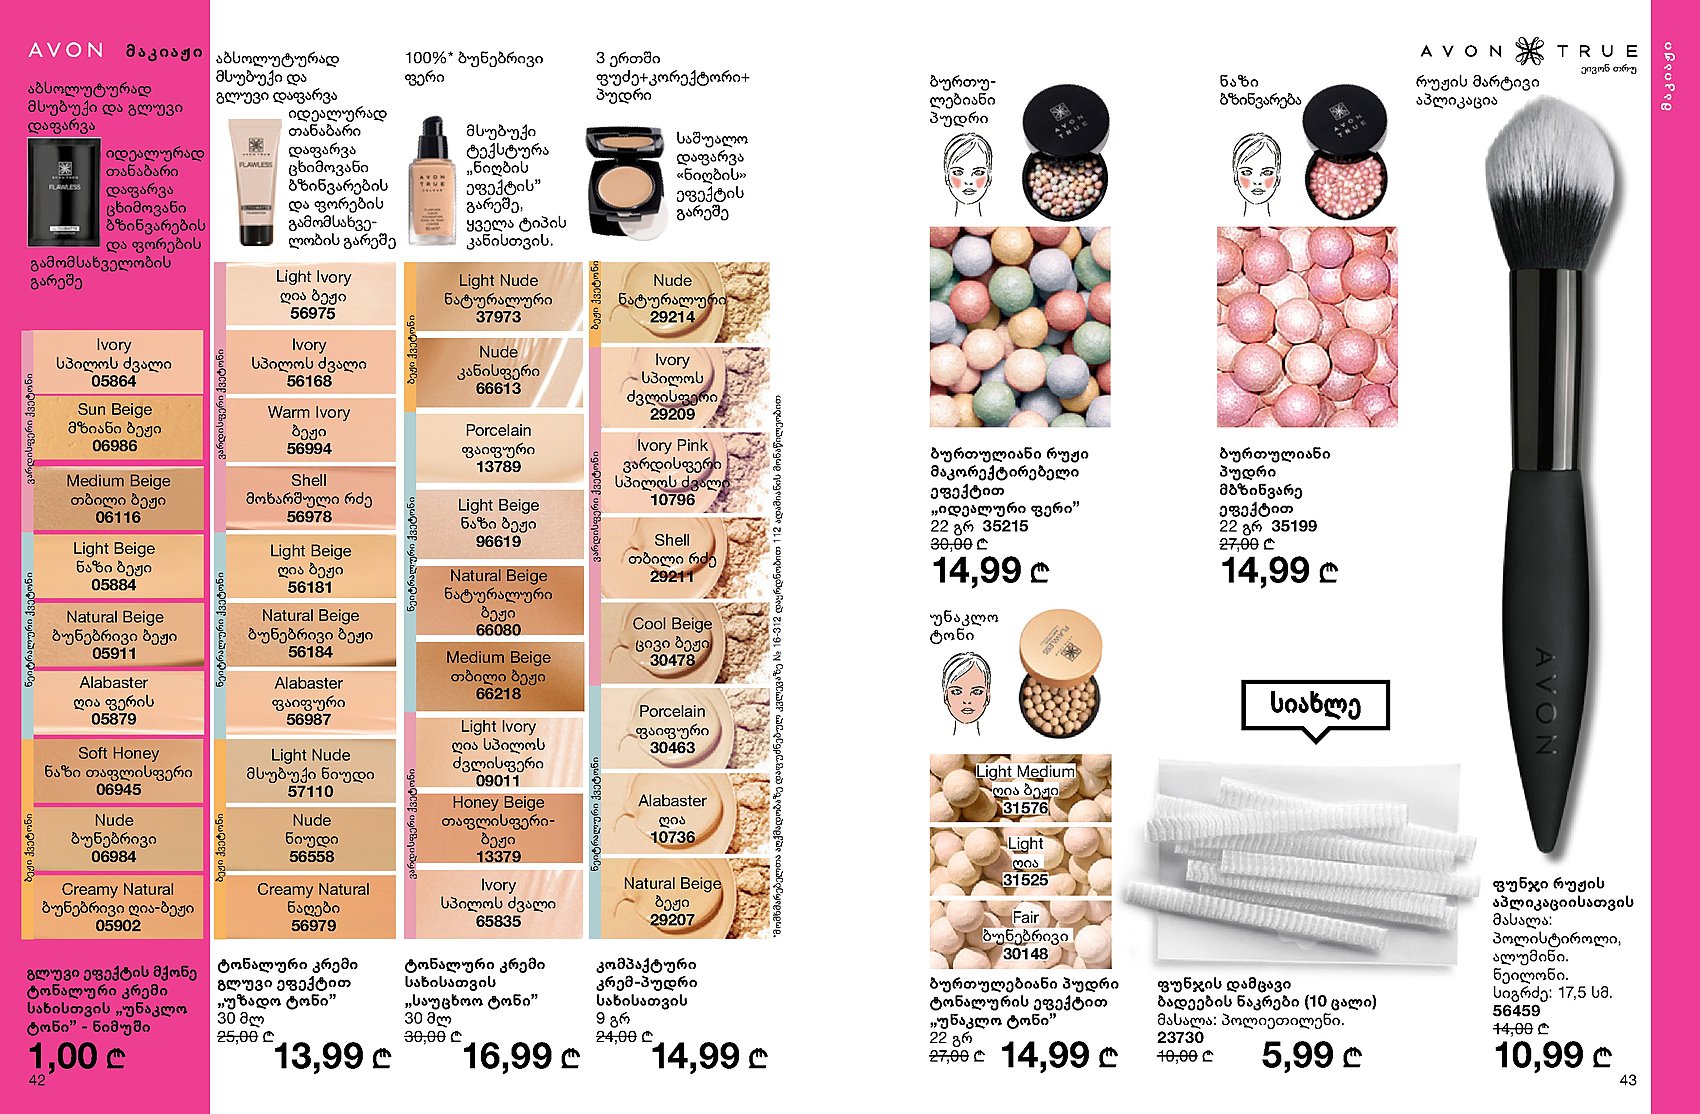 AVON მაკიაჟი
აბსოლუტურად
მსუბუქი და გლუვი
დაფარვა
FLAWLESS
იდეალურად
თანაბარი
დაფარვა
ცხიმოვანი
ბზინვარების
და ფორების
გამომსახველობის
გარეშე
ვარდისფერი ქვეტონი
Ivory
სპილოს ძვალი
05864
Sun Beige
მზიანი ბეჟი
06986
Medium Beige
თბილი ბეჟი
06116
ნეიტრალური ქვეტონი
Light Beige
ნაზი ბეჟი
05884
Natural Beige
ბუნებრივი ბეჟი
05911
Alabaster
ღია ფერის
05879
ბეჟი ქვეტონი
Soft Honey
ნაზი თაფლისფერი
06945
Nude
ბუნებრივი
06984
Creamy Natural
ბუნებრივი ღია-ბეჟი
05902
გლუვი ეფექტის მქონე
ტონალური კრემი
სახისთვის „უნაკლო
ტონი” - ნიმუში
1,00 ₾
42
აბსოლუტურად
მსუბუქი და
გლუვი დაფარვა
იდეალურად
თანაბარი
დაფარვა
ცხიმოვანი
ბზინვარების
და ფორების
გამომსახვე-
ლობის გარეშე
FLAWLESS
ვარდისფერი ქვეტონი
Light Ivory
ღია ბეჟი
56975
Ivory
სპილოს ძვალი
56168
Warm Ivory
ბეჟი
56994
Shell
მოხარშული რძე
56978
ნეიტრალური ქვეტონი
Light Beige
ღია ბეჟი
56181
Natural Beige
ბუნებრივი ბეჟი
56184
Alabaster
ფაიფური
56987
ბეჟი ქვეტონი
Light Nude
მსუბუქი ნიუდი
57110
Nude
ნიუდი
56558
Creamy Natural
ნაღები
56979
ტონალური კრემი
გლუვი ეფექტით
„უზადო ტონი”
30 მლ
25,00 ₾
13,99 ₾
100%* ბუნებრივი
ფერი
AVON
TRUE
მსუბუქი
ტექსტურა
„ნიღბის
ეფექტის”
გარეშე,
ყველა ტიპის
კანისთვის.
ბეჟი ქვეტონი
Light Nude
ნატურალური
37973
Nude
კანისფერი
66613
ნეიტრალური ქვეტონი
Porcelain
ფაიფური
13789
Light Beige
ნაზი ბეჟი
96619
Natural Beige
ნატურალური
ბეჟი
66080
Medium Beige
თბილი ბეჟი
66218
ვარდისფერი ქვეტონი
Light Ivory
ღია სპილოს
ძვლისფერი
09011
Honey Beige
თაფლისფერი-
ბეჟი
13379
Ivory
სპილოს ძვალი
65835
ტონალური კრემი
სახისათვის
„საუცხოო ტონი”
30 მლ
30,00 ₾
16,99 ₾
3 ერთში
ფუძე+კორექტორი+
პუდრი
საშუალო
დაფარვა
«ნიღბის»
ეფექტის
გარეშე
ბეჟი ქვეტონი
Nude
ნატურალური
29214
ვარდისფერი ქვეტონი
Ivory
სპილოს
ძვლისფერი
29209
Ivory Pink
ვარდისფერი
სპილოს ძვალი
10796
Shell
თბილი რძე
29211
Cool Beige
ცივი ბეჟი
30478
ნეიტრალური ქვეტონი
Porcelain
ფაიფური
30463
Alabaster
ღია
10736
Natural Beige
ბეჟი
29207
*მომხმარებელთა აღქმადობაზე დაფუძნებულ კვლევაზე № 16-312 დაყრდნობით 112 ადამიანის მონაწილეობით
კომპაქტური
კრემ-პუდრი
სახისათვის
9 გრ
24,00 ₾
14,99 ₾
AVON TRUE
ეივონ თრუ
მაკიაჟი
ბურთუ-
ლებიანი
პუდრი
AVON
TRUE
ბურთულიანი რუჟი
მაკორექტირებელი
ეფექტით
„იდეალური ფერი”
22 გრ 35215
30,00 ₾
14,99 ₾
ნაზი
ბზინვარება
AVON
TRUE
ბურთულიანი
პუდრი
მბზინვარე
ეფექტით
22 გრ 35199
27,00 ₾
14,99 ₾
უნაკლო
ტონი
FLAWLESS
Light Medium
ღია ბეჟი
31576
Light
ღია
31525
Fair
ბუნებრივი
30148
ბურთულებიანი პუდრი
ტონალურის ეფექტით
„უნაკლო ტონი”
22 გრ
27,00 ₾
14,99 ₾
სიახლე
ფუნჯის დამცავი
ბადეების ნაკრები (10 ცალი)
მასალა: პოლიეთილენი.
23730
10,00 ₾
5,99 ₾
რუჟის მარტივი
აპლიკაცია
AVON
ფუნჯი რუჟის
აპლიკაციისათვის
მასალა:
პოლისტიროლი,
ალუმინი.
ნეილონი.
სიგრძე: 17,5 სმ.
56459
14,00 ₾
10,99 ₾
43